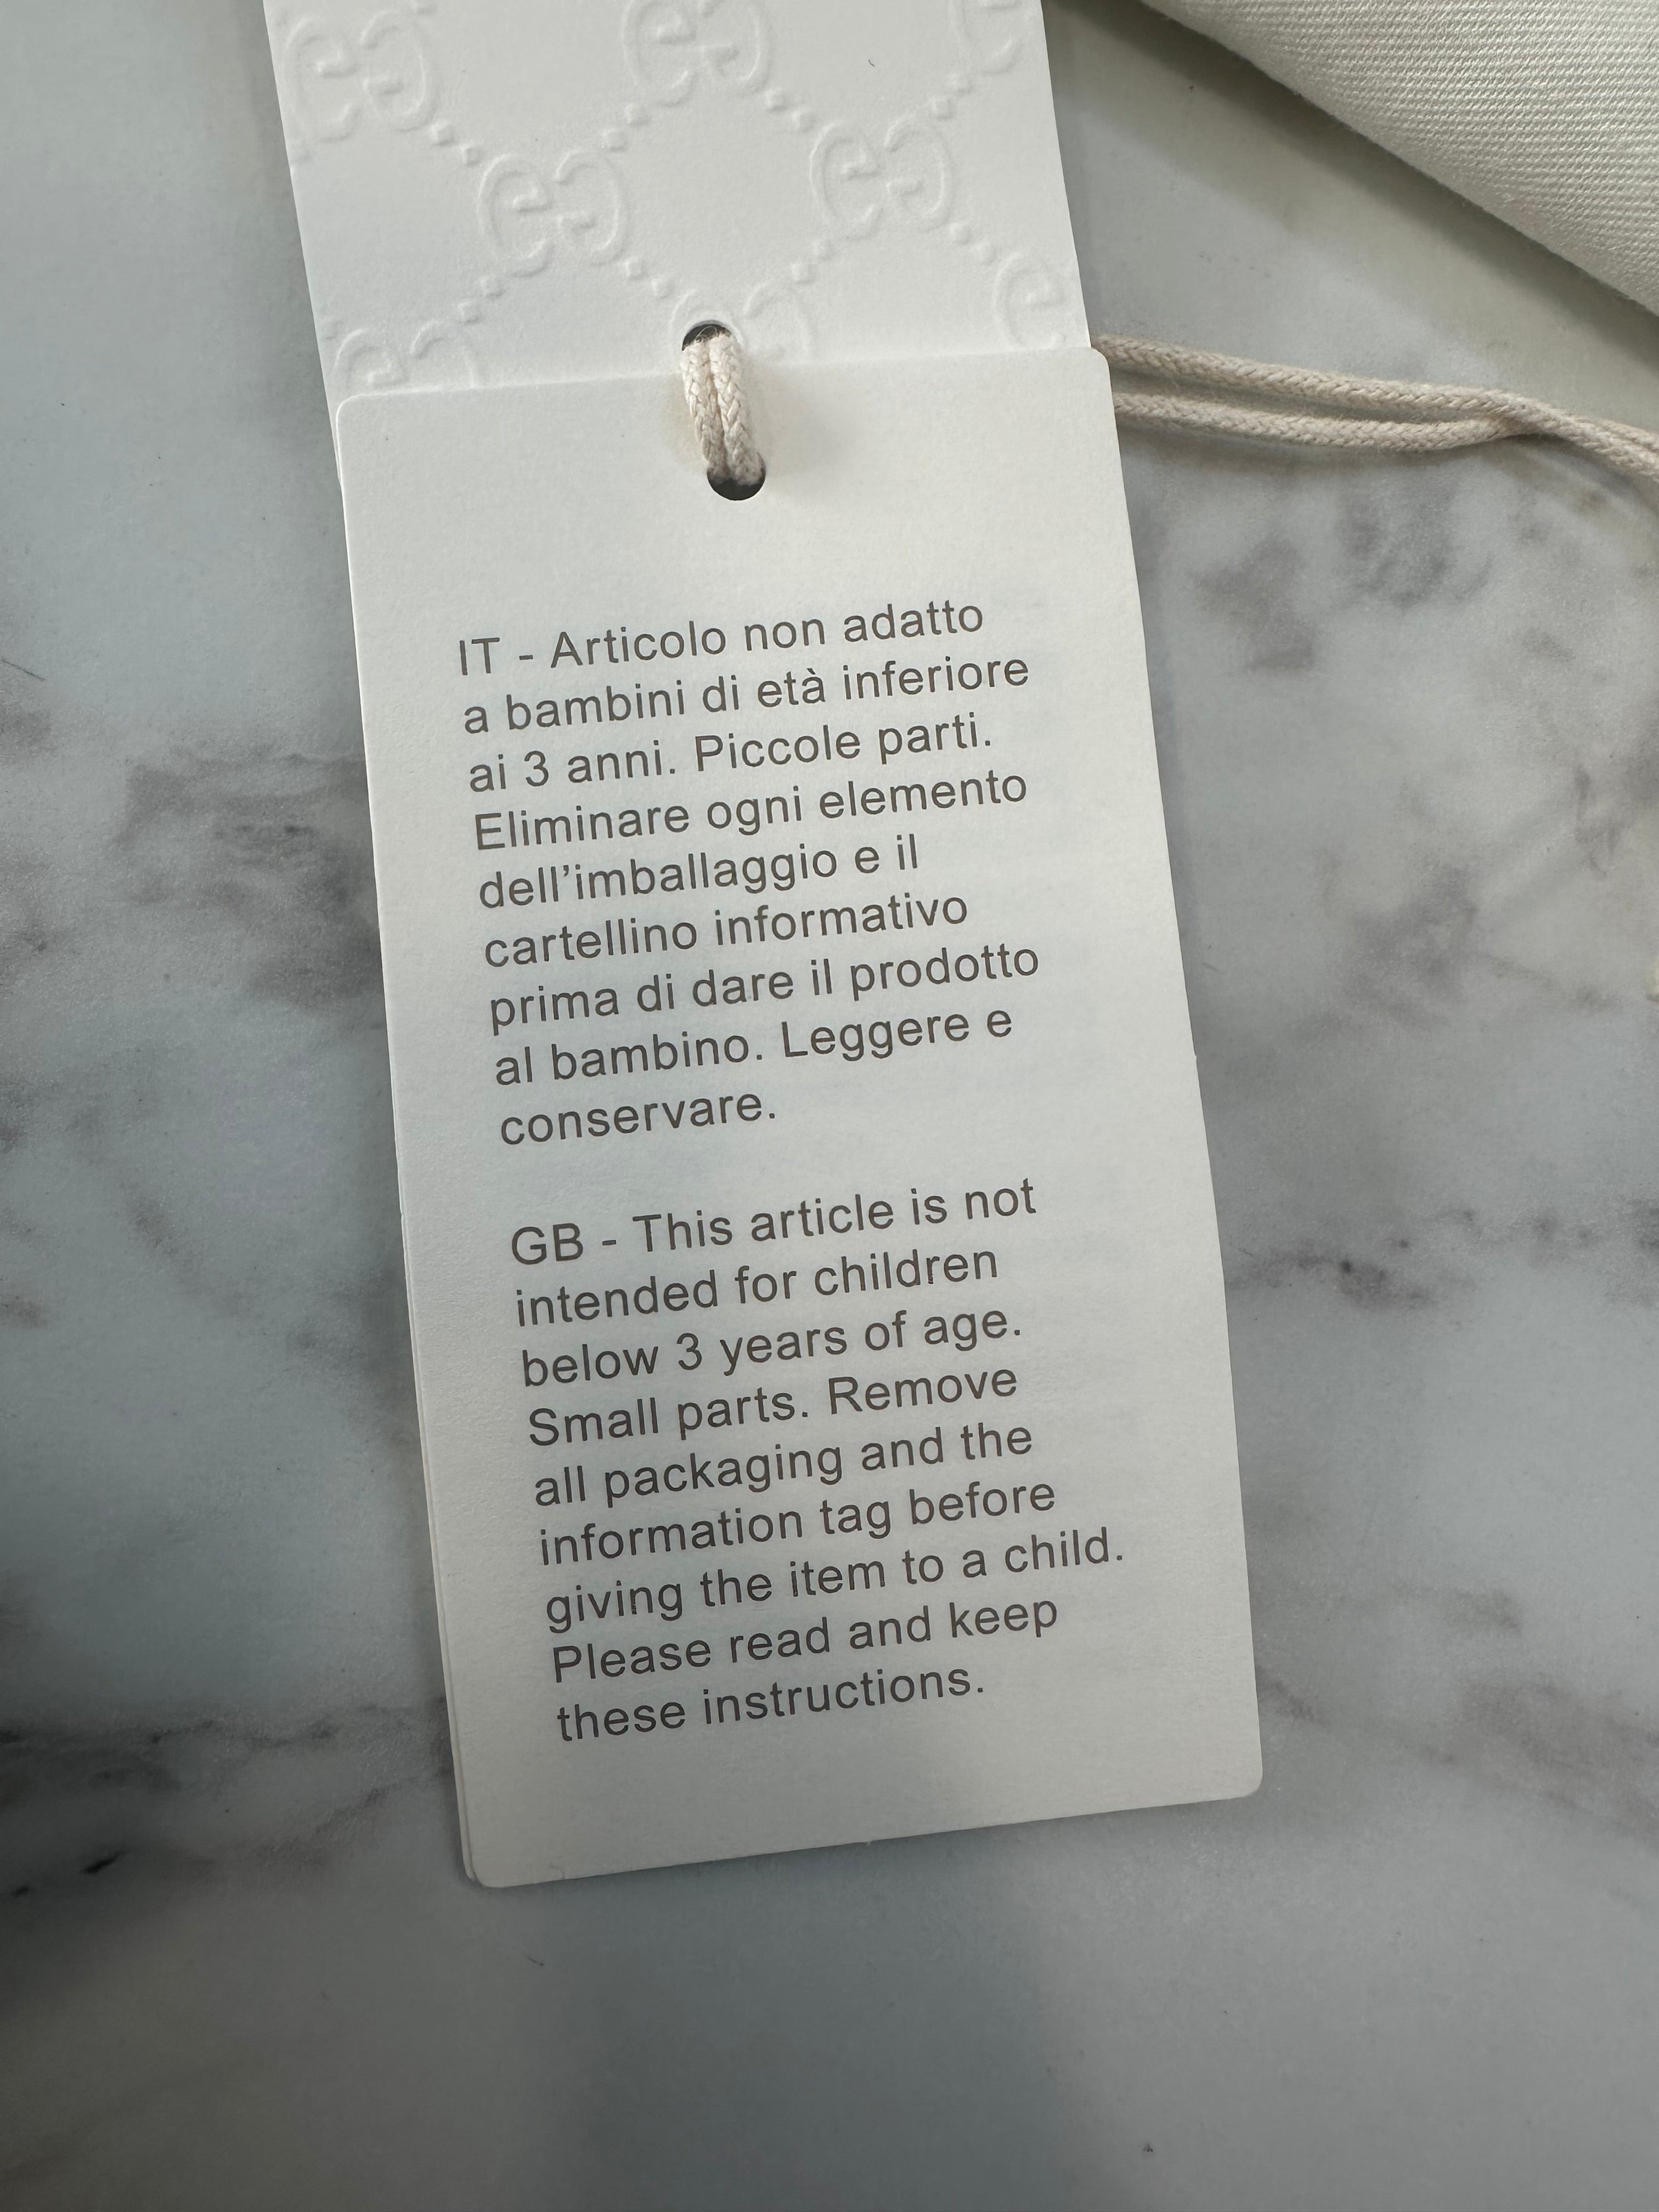 IT - Articolo non adatto
a bambini di età inferiore
ai 3 anni. Piccole parti.
Eliminare ogni elemento
dell’imballaggio e il
cartellino informativo
prima di dare il prodotto
al bambino. Leggere e
conservare.
GB - This article is not
intended for children
below 3 years of age.
Small parts. Remove
all packaging and the
information tag before
giving the item to a child.
Please read and keep
these instructions.